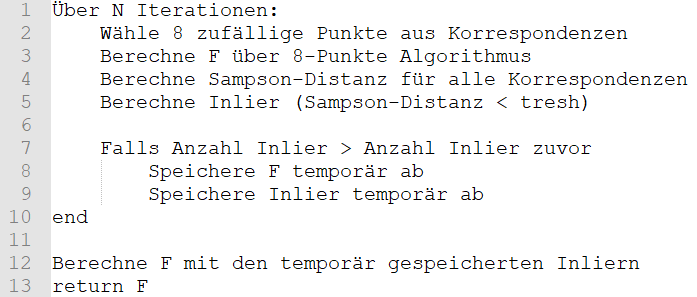 1 Über N Iterationen:
2 Wähle 8 zufällige Punkte aus Korrespondenzen
3 Berechne F über 8-Punkte Algorithmus
4 Berechne Sampson-Distanz für alle Korrespondenzen
5 Berechne Inlier (Sampson-Distanz < tresh)
6
7 Falls Anzahl Inlier > Anzahl Inlier zuvor
8 Speichere F temporär ab
9 Speichere Inlier temporär ab
10 end
11
12 Berechne F mit den temporär gespeicherten Inliern
13 return F